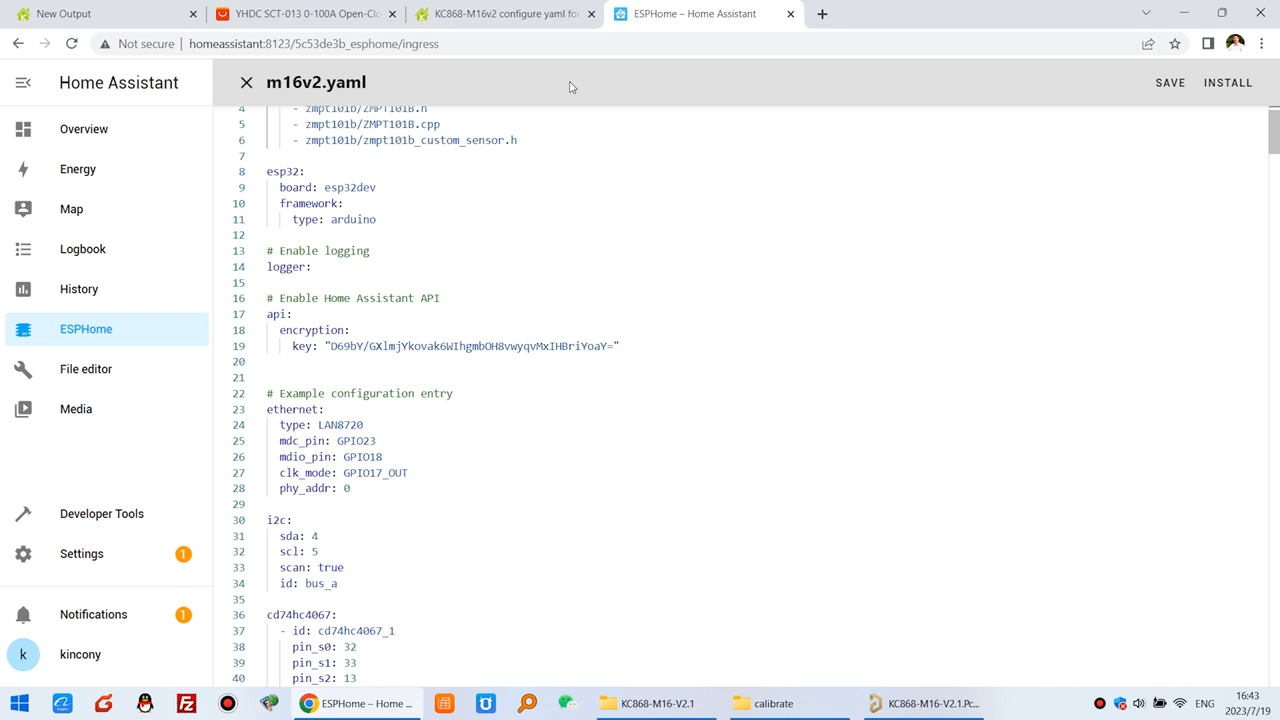 New Output
YHDC SCT-013 0-100A Open-Clo
KC868-M16v2 configure yaml for
ESPHome – Home Assistant
Not secure
homeassistant:8123/5c53de3b_esphome/ingress
Home Assistant
m16v2.yaml
SAVE
INSTALL
Overview
Energy
Map
Logbook
History
ESPHome
File editor
Media
Developer Tools
Settings 1
Notifications 1
k kincony
4 - zmpt101b/ZMPT101B.h
5 - zmpt101b/ZMPT101B.cpp
6 - zmpt101b/zmpt101b_custom_sensor.h
7
8 esp32:
9 board: esp32dev
10 framework:
11 type: arduino
12
13 # Enable logging
14 logger:
15
16 # Enable Home Assistant API
17 api:
18 encryption:
19 key: "D69bY/GXlmjYkovak6WIhgmbOH8vwyqvMxIHBriYoaY="
20
21
22 # Example configuration entry
23 ethernet:
24 type: LAN8720
25 mdc_pin: GPIO23
26 mdio_pin: GPIO18
27 clk_mode: GPIO17_OUT
28 phy_addr: 0
29
30 i2c:
31 sda: 4
32 scl: 5
33 scan: true
34 id: bus_a
35
36 cd74hc4067:
37 - id: cd74hc4067_1
38 pin_s0: 32
39 pin_s1: 33
40 pin_s2: 13
ESPHome – Home ...
KC868-M16-V2.1
calibrate
KC868-M16-V2.1.Pc...
ENG
16:43
2023/7/19